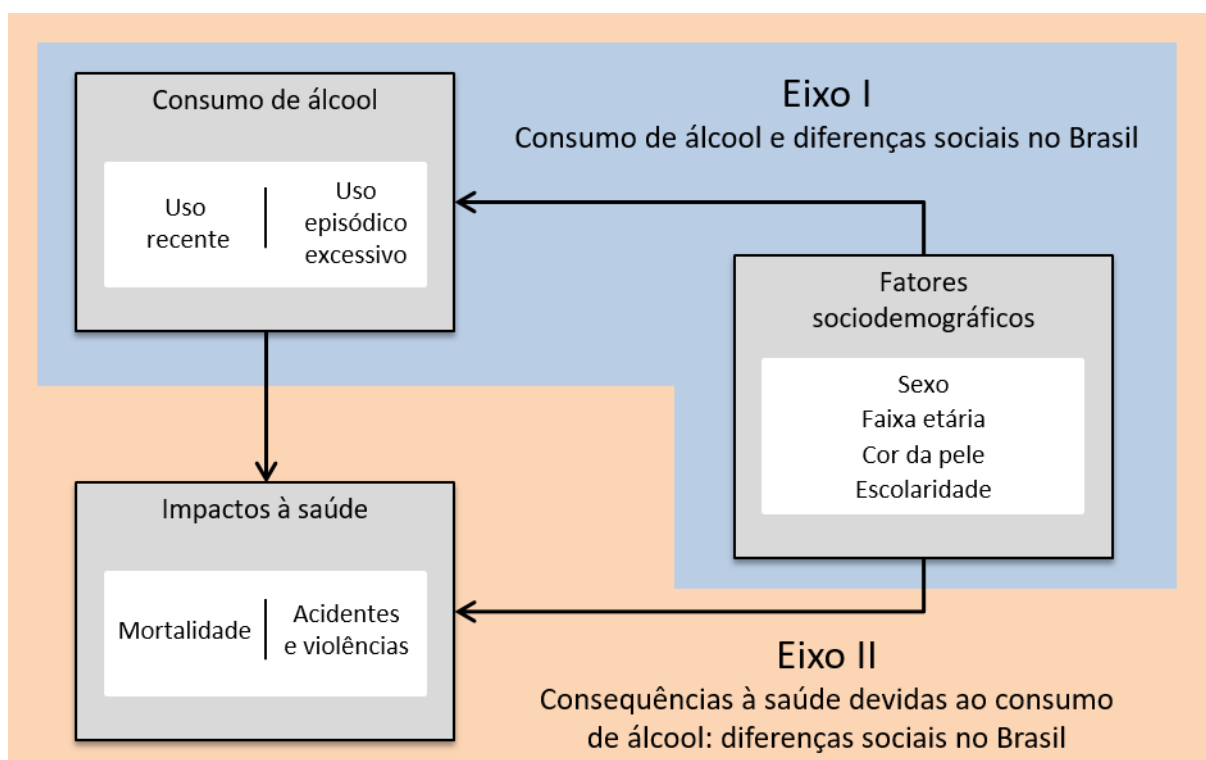 Consumo de álcool
Uso
recente
Uso
episódico
excessivo
Eixo I
Consumo de álcool e diferenças sociais no Brasil
Fatores
sociodemográficos
Sexo
Faixa etária
Cor da pele
Escolaridade
Impactos à saúde
Mortalidade
Acidentes
e violências
Eixo II
Consequências à saúde devidas ao consumo
de álcool: diferenças sociais no Brasil